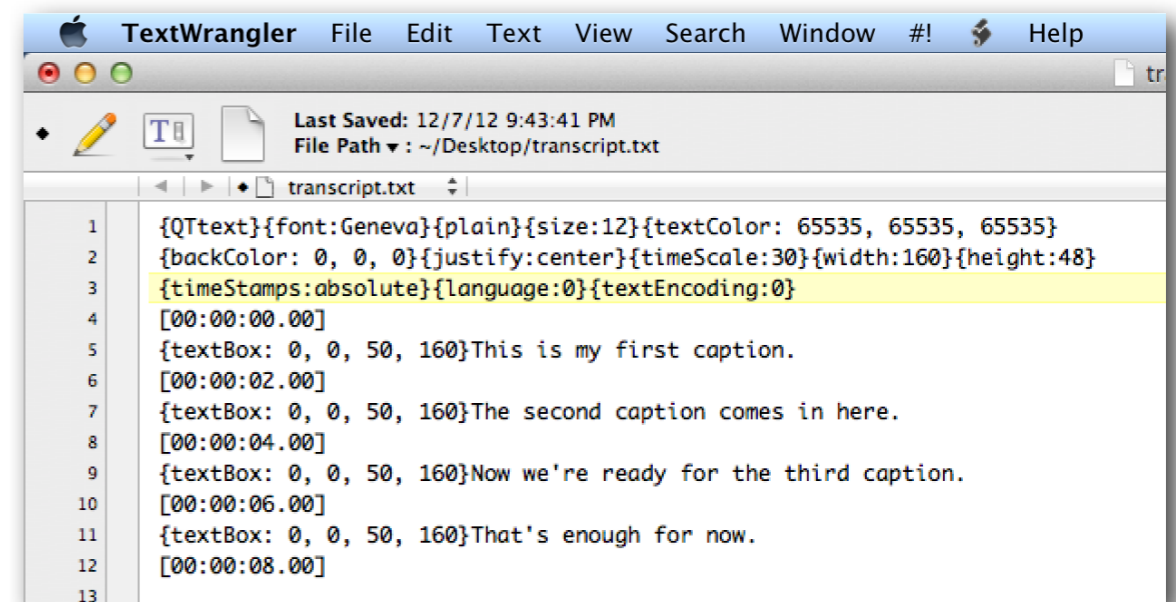 TextWrangler File Edit Text View Search Window #! Help
Last Saved: 12/7/12 9:43:41 PM
File Path ▾ : ~/Desktop/transcript.txt
transcript.txt
1 {QTtext}{font:Geneva}{plain}{size:12}{textColor: 65535, 65535, 65535}
2 {backColor: 0, 0, 0}{justify:center}{timeScale:30}{width:160}{height:48}
3 {timeStamps:absolute}{language:0}{textEncoding:0}
4 [00:00:00.00]
5 {textBox: 0, 0, 50, 160}This is my first caption.
6 [00:00:02.00]
7 {textBox: 0, 0, 50, 160}The second caption comes in here.
8 [00:00:04.00]
9 {textBox: 0, 0, 50, 160}Now we're ready for the third caption.
10 [00:00:06.00]
11 {textBox: 0, 0, 50, 160}That's enough for now.
12 [00:00:08.00]
13